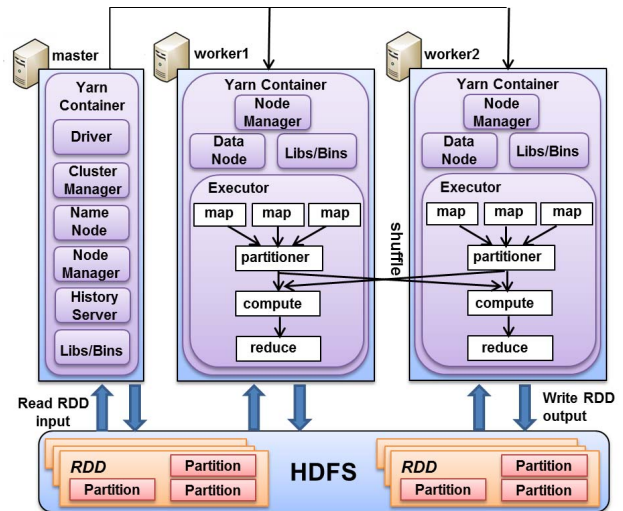 master
Yarn
Container
Driver
Cluster
Manager
Name
Node
Node
Manager
History
Server
Libs/Bins
worker1
Yarn Container
Node
Manager
Data
Node
Libs/Bins
Executor
map
map
map
partitioner
compute
reduce
shuffle
worker2
Yarn Container
Node
Manager
Data
Node
Libs/Bins
Executor
map
map
map
partitioner
compute
reduce
Read RDD
input
Write RDD
output
RDD
Partition
Partition
Partition
HDFS
RDD
Partition
Partition
Partition